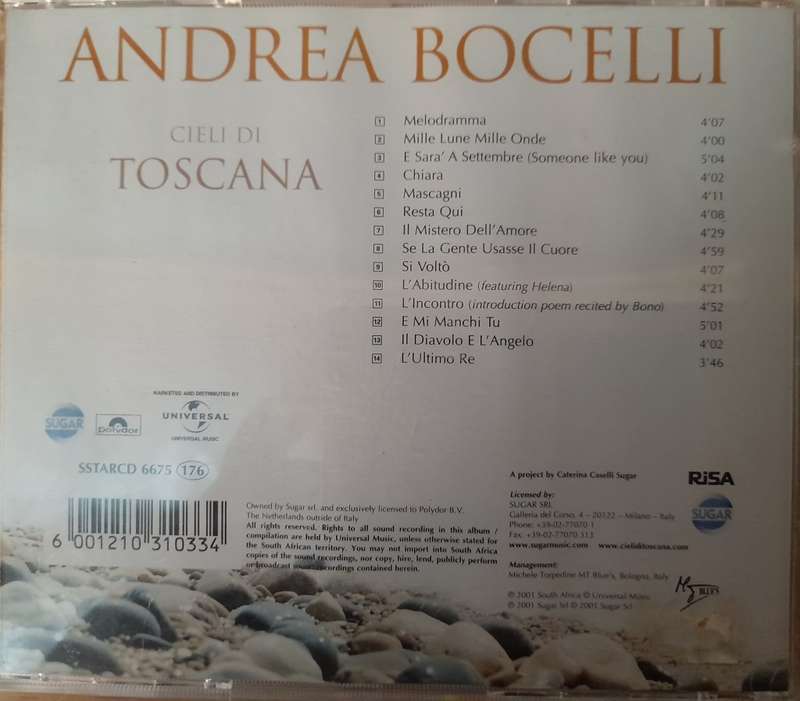 ANDREA BOCELLI
CIELI DI
TOSCANA
1 Melodramma 4'07
2 Mille Lune Mille Onde 4'00
3 E Sara' A Settembre (Someone like you) 5'04
4 Chiara 4'02
5 Mascagni 4'11
6 Resta Qui 4'08
7 Il Mistero Dell'Amore 4'29
8 Se La Gente Usasse Il Cuore 4'59
9 Si Voltò 4'07
10 L'Abitudine (featuring Helena) 4'21
11 L'Incontro (introduction poem recited by Bono) 4'52
12 E Mi Manchi Tu 5'01
13 Il Diavolo E L'Angelo 4'02
14 L'Ultimo Re 3'46
SUGAR
polydor
MARKETED AND DISTRIBUTED BY
UNIVERSAL
UNIVERSAL MUSIC
SSTARCD 6675 176
6 001210 310334
Owned by Sugar srl. and exclusively licensed to Polydor B.V.
The Netherlands outside of Italy
All rights reserved. Rights to all sound recording in this album /
compilation are held by Universal Music, unless otherwise stated for
the South African territory. You may not import into South Africa
copies of the sound recordings, nor copy, hire, lend, publicly perform
or broadcast sound recordings contained herein.
A project by Caterina Caselli Sugar
RiSA
Licensed by:
SUGAR SRL
Galleria del Corso, 4 – 20122 – Milano – Italy
Phone: +39-02-77070 1
Fax +39-02-77070 313
www.sugarmusic.com www.cieliditoscana.com
SUGAR
Management:
Michele Torpedine MT Blue's, Bologna, Italy
BLUE'S
℗ 2001 South Africa © Universal Music
℗ 2001 Sugar Srl © 2001 Sugar Srl